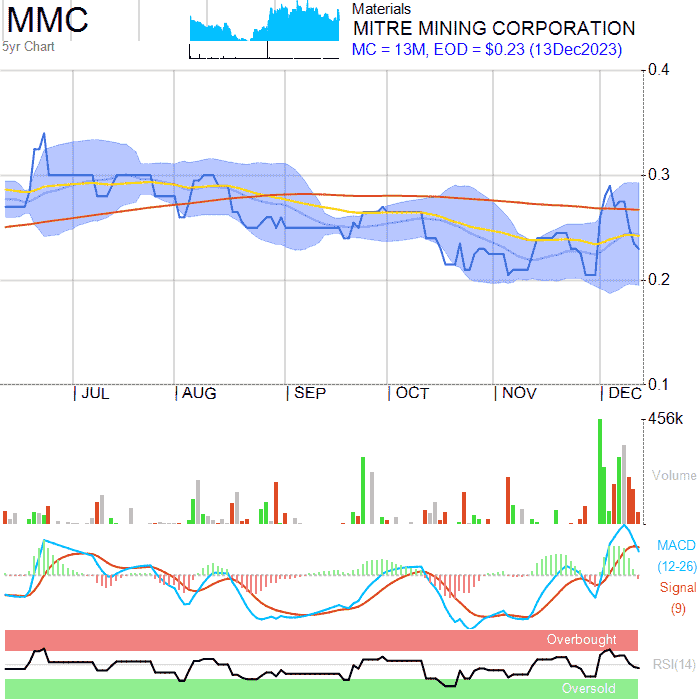 MMC
5yr Chart
Materials
MITRE MINING CORPORATION
MC = 13M, EOD = $0.23 (13Dec2023)
0.4
0.3
0.2
0.1
JUL AUG SEP OCT NOV DEC
456k
Volume
MACD
(12-26)
Signal
(9)
Overbought
RSI(14)
Oversold